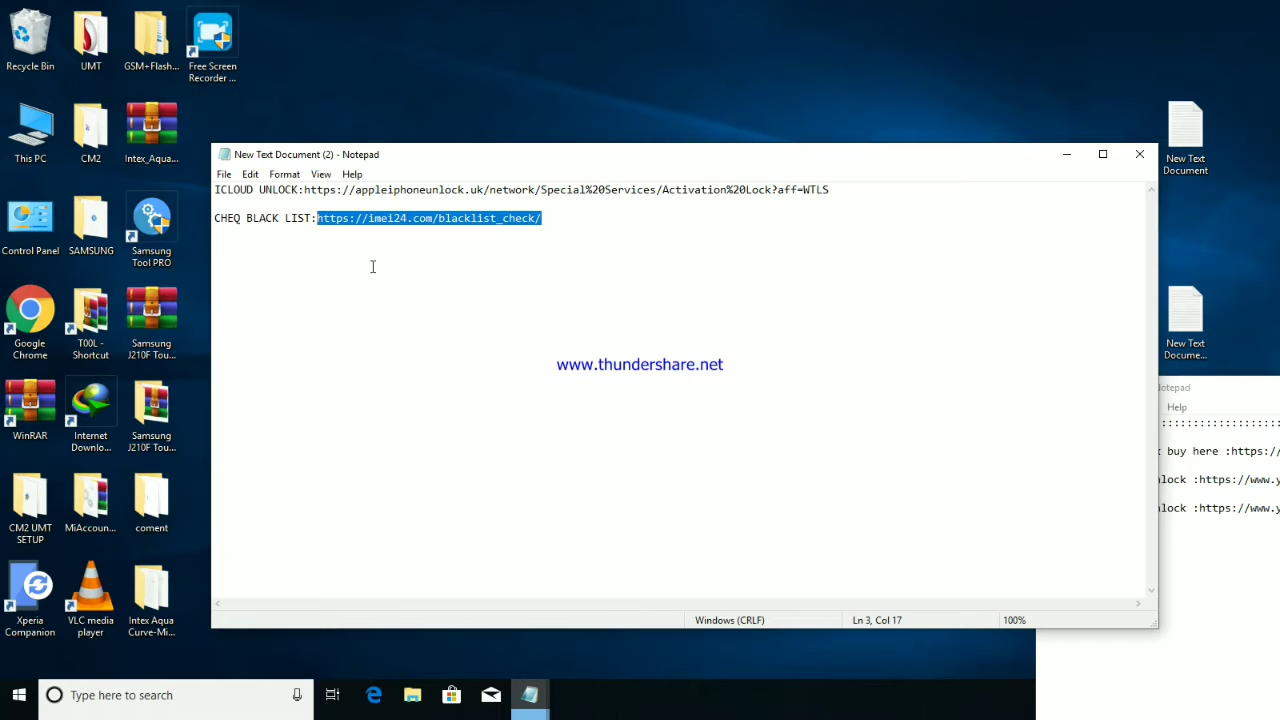 Recycle Bin
UMT
GSM+Flash...
Free Screen
Recorder ...
This PC
CM2
Intex_Aqua...
Control Panel
SAMSUNG
Samsung
Tool PRO
Google
Chrome
T00L -
Shortcut
Samsung
J210F Tou...
WinRAR
Internet
Downlo...
Samsung
J210F Tou...
CM2 UMT
SETUP
MiAccoun...
coment
Xperia
Companion
VLC media
player
Intex Aqua
Curve-Mi...
New Text Document (2) - Notepad
File Edit Format View Help
ICLOUD UNLOCK:https://appleiphoneunlock.uk/network/Special%20Services/Activation%20Lock?aff=WTLS
CHEQ BLACK LIST:https://imei24.com/blacklist_check/
www.thundershare.net
Windows (CRLF) Ln 3, Col 17 100%
New Text
Document
New Text
Docume...
Notepad
Help
::::::::::::::::::
buy here :https://
lock :https://www.y
lock :https://www.y
Type here to search